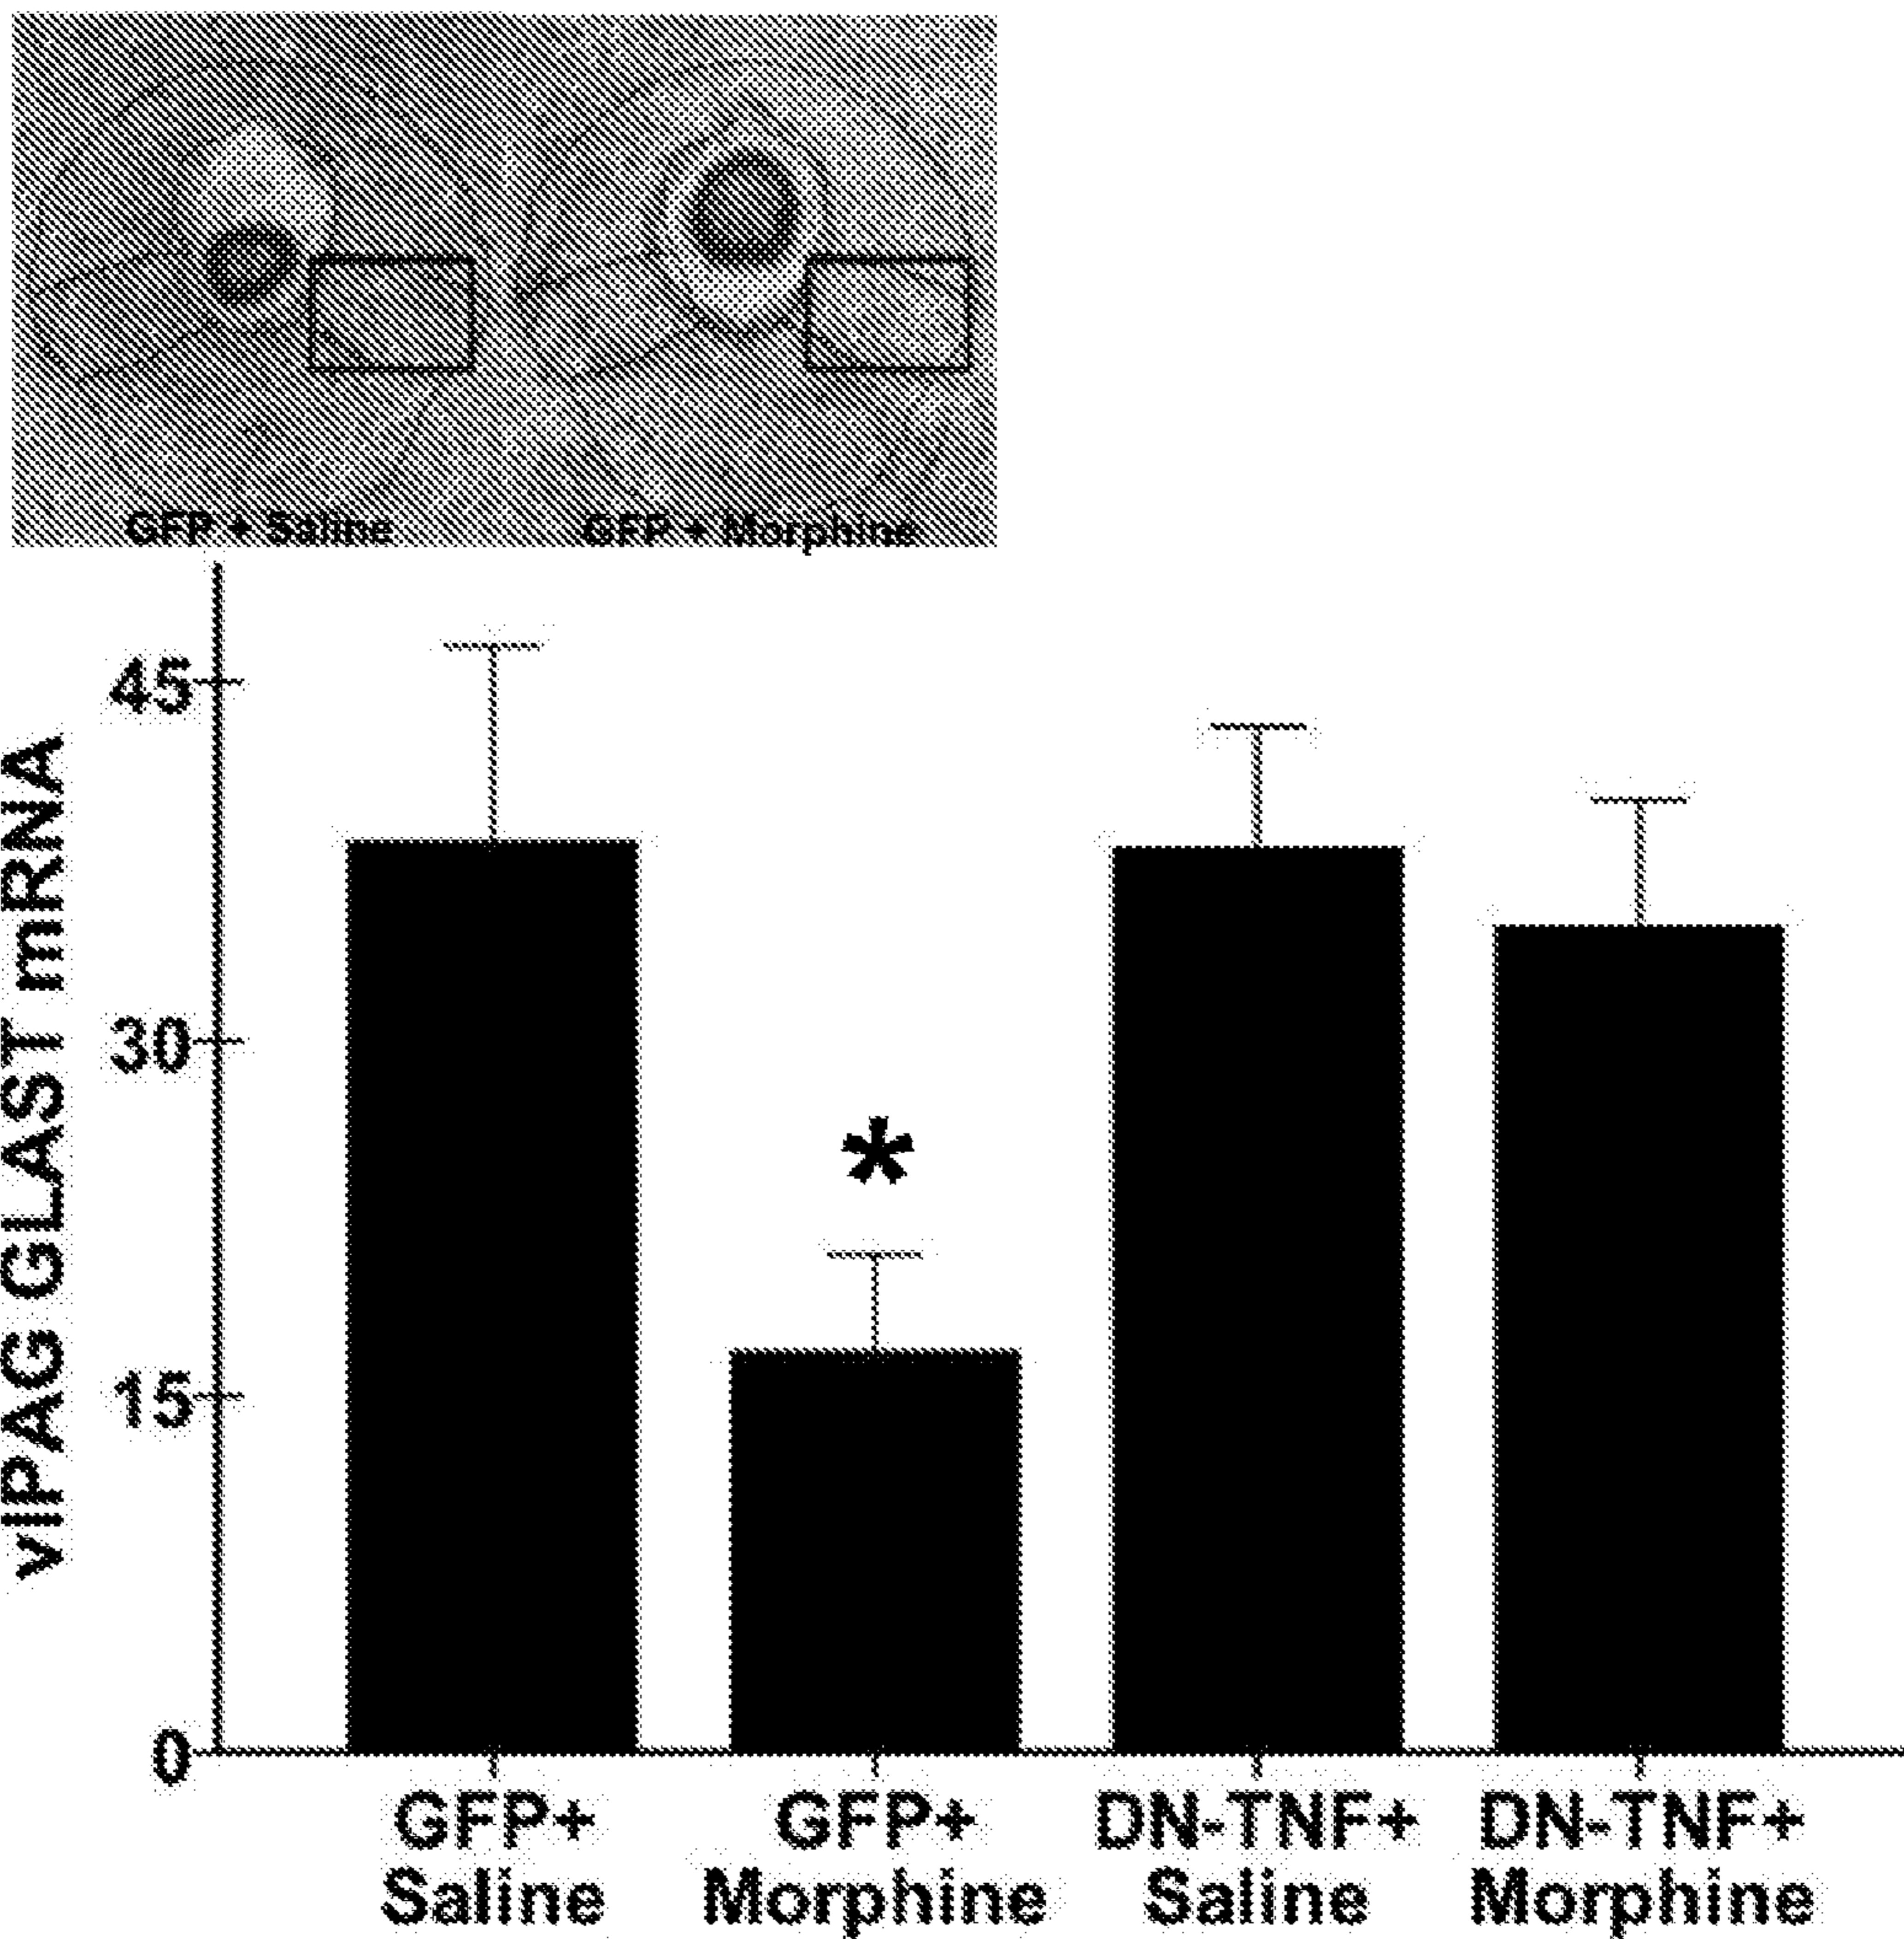 GFP + Saline
GFP + Morphine
vlPAG GLAST mRNA
45
30
15
0
*
GFP+
Saline
GFP+
Morphine
DN-TNF+
Saline
DN-TNF+
Morphine